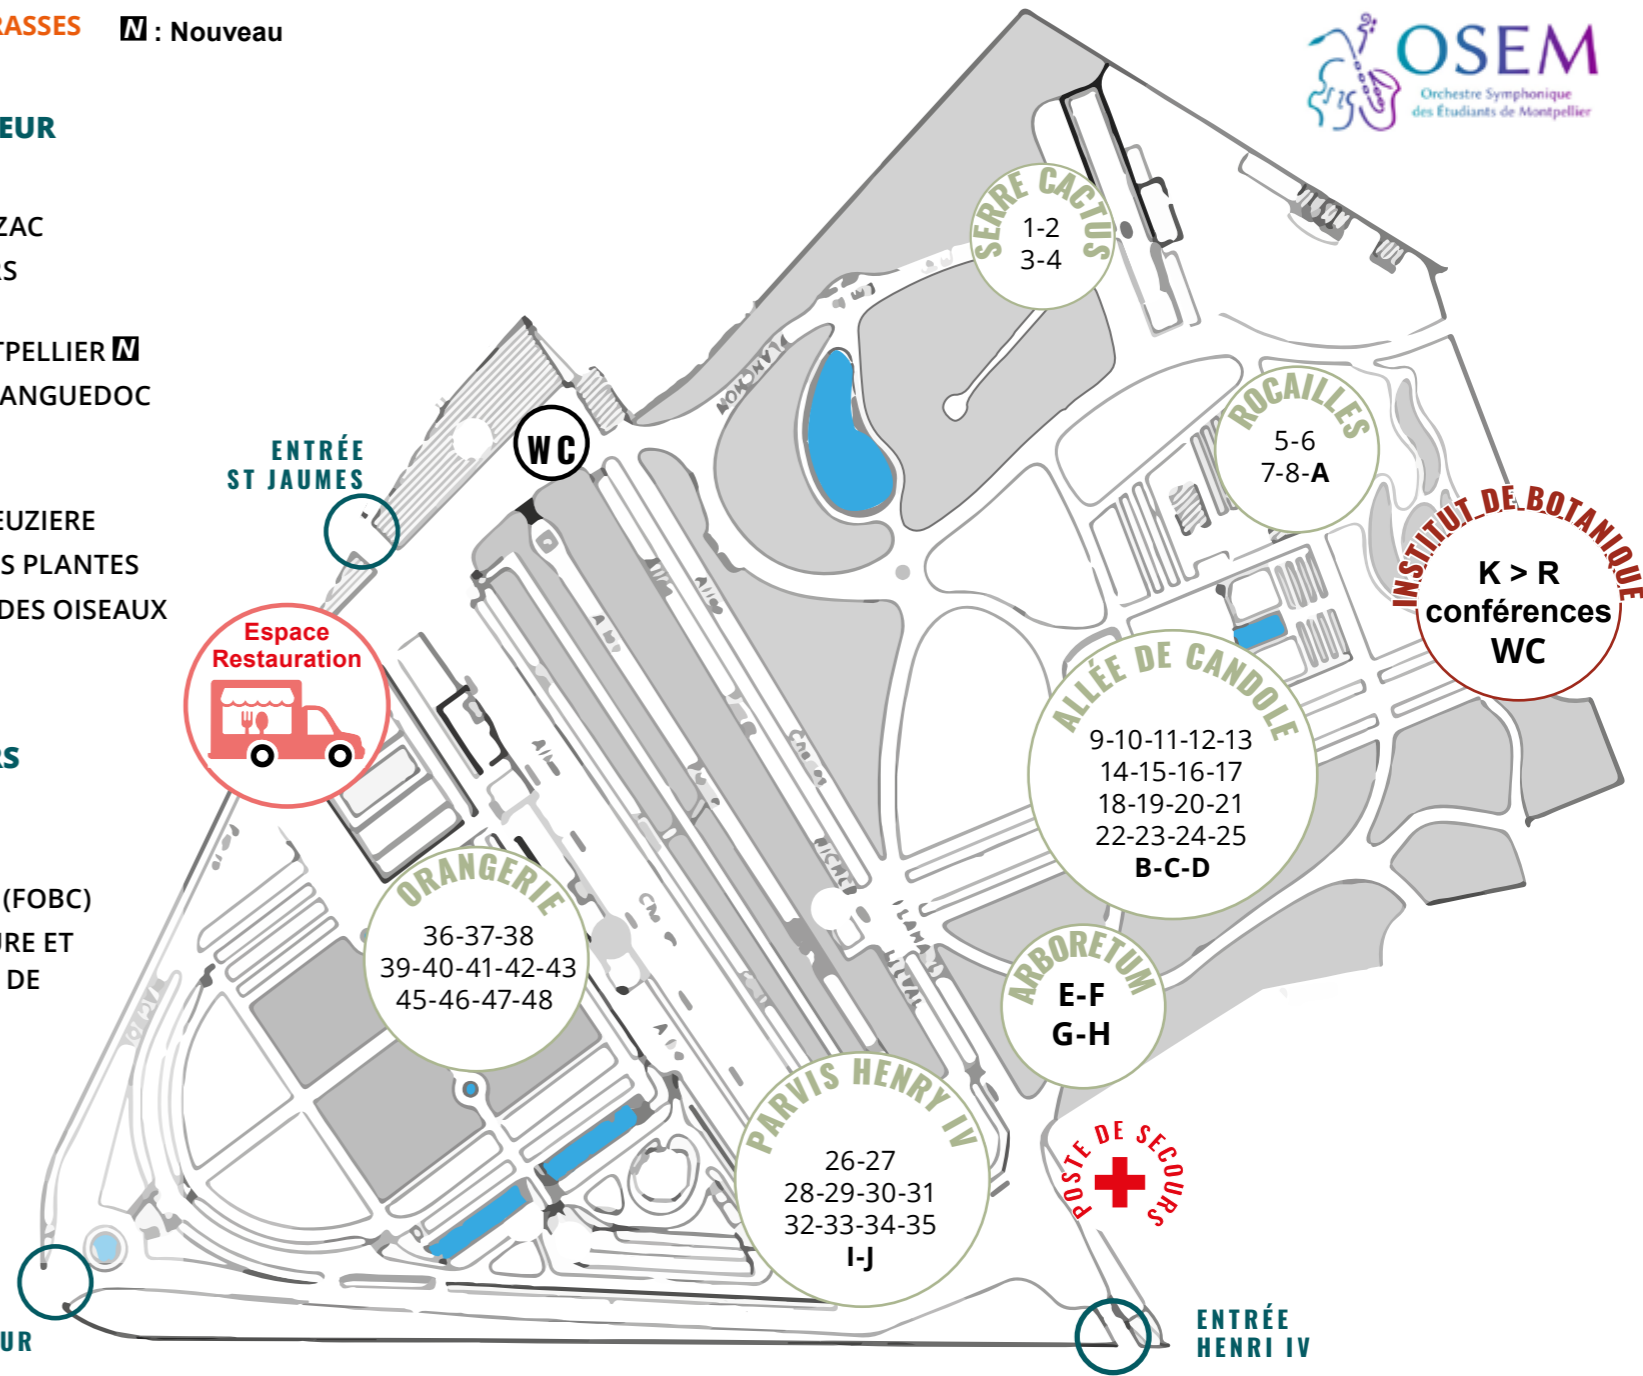 RASSES
N : Nouveau
OSEM
Orchestre Symphonique
des Étudiants de Montpellier
EUR
ZAC
RS
TPELLIER N
ANGUEDOC
EUZIERE
S PLANTES
DES OISEAUX
RS
(FOBC)
URE ET
DE
UR
SERRE CACTUS
1-2
3-4
ROCAILLES
5-6
7-8-A
INSTITUT DE BOTANIQUE
K > R
conférences
WC
WC
ENTRÉE
ST JAUMES
Espace
Restauration
ALLÉE DE CANDOLE
9-10-11-12-13
14-15-16-17
18-19-20-21
22-23-24-25
B-C-D
ORANGERIE
36-37-38
39-40-41-42-43
45-46-47-48
ARBORETUM
E-F
G-H
PARVIS HENRY IV
26-27
28-29-30-31
32-33-34-35
I-J
POSTE DE SECOURS
ENTRÉE
HENRI IV